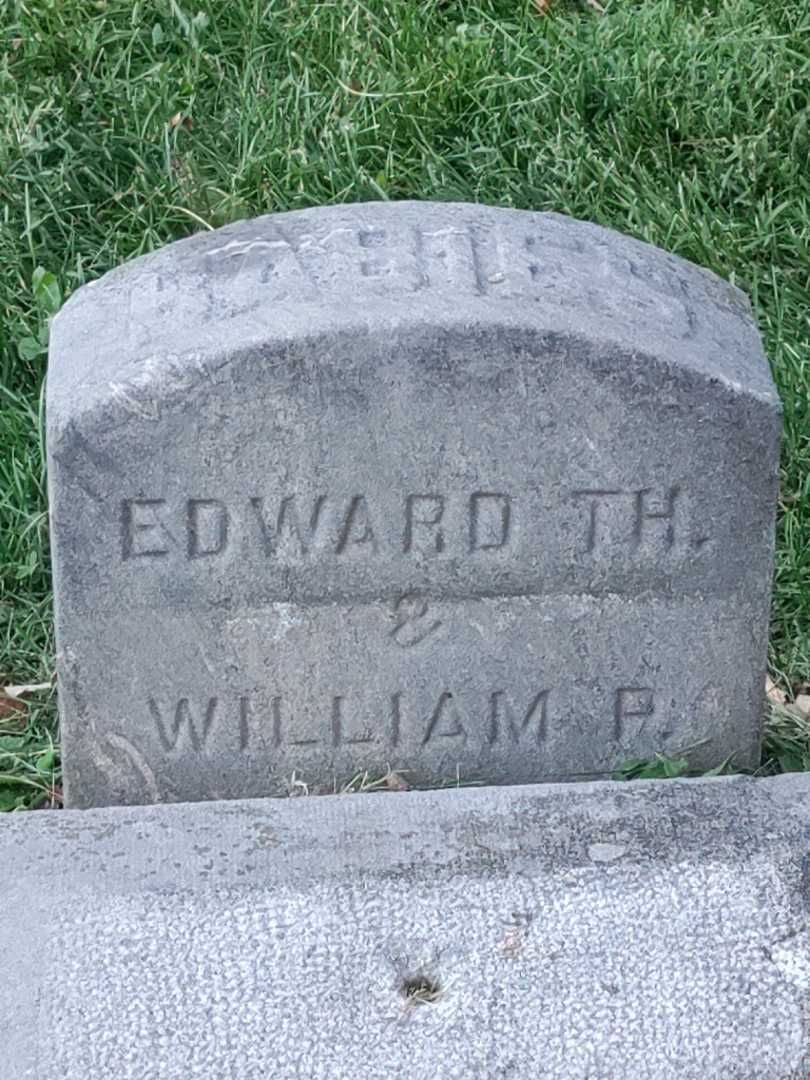 EDWARD TH.
&
WILLIAM P.